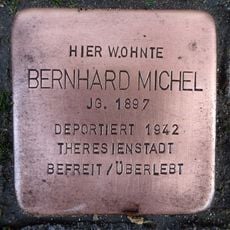 HIER WOHNTE
BERNHARD MICHEL
JG. 1897
DEPORTIERT 1942
THERESIENSTADT
BEFREIT/ÜBERLEBT